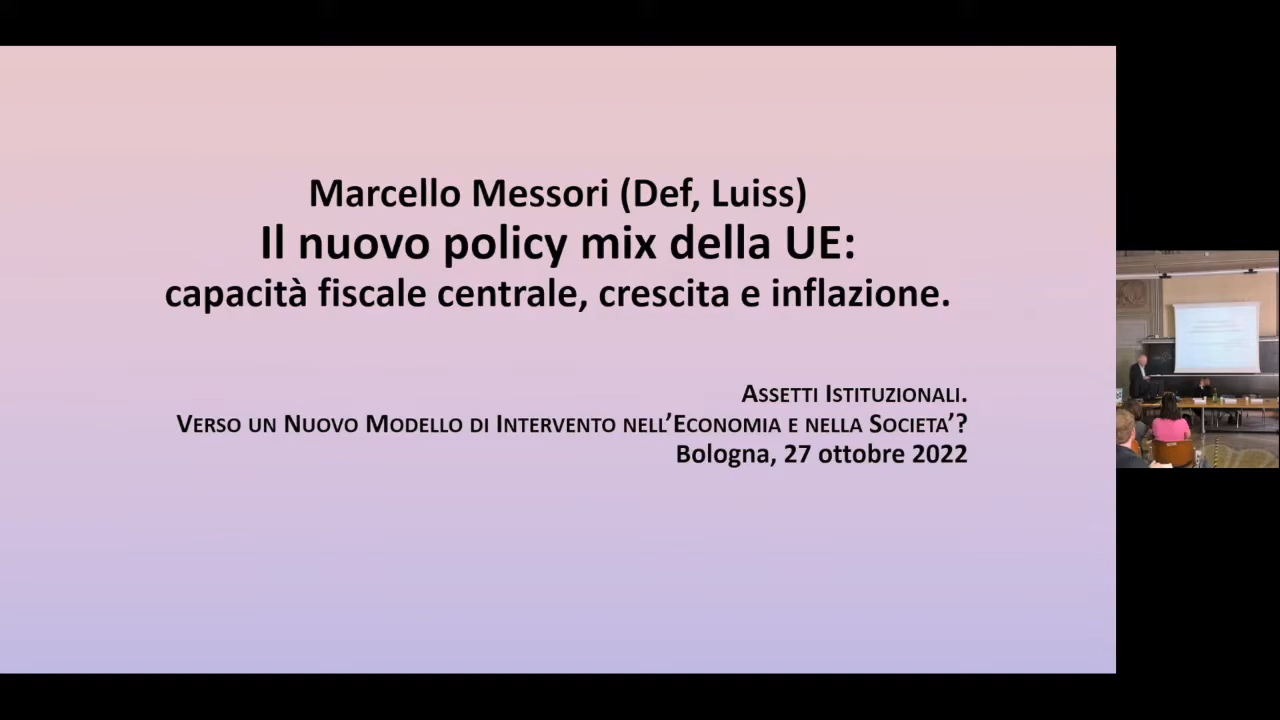 Marcello Messori (Def, Luiss)
Il nuovo policy mix della UE:
capacità fiscale centrale, crescita e inflazione.
Assetti Istituzionali.
Verso un Nuovo Modello di Intervento nell'Economia e nella Societa'?
Bologna, 27 ottobre 2022